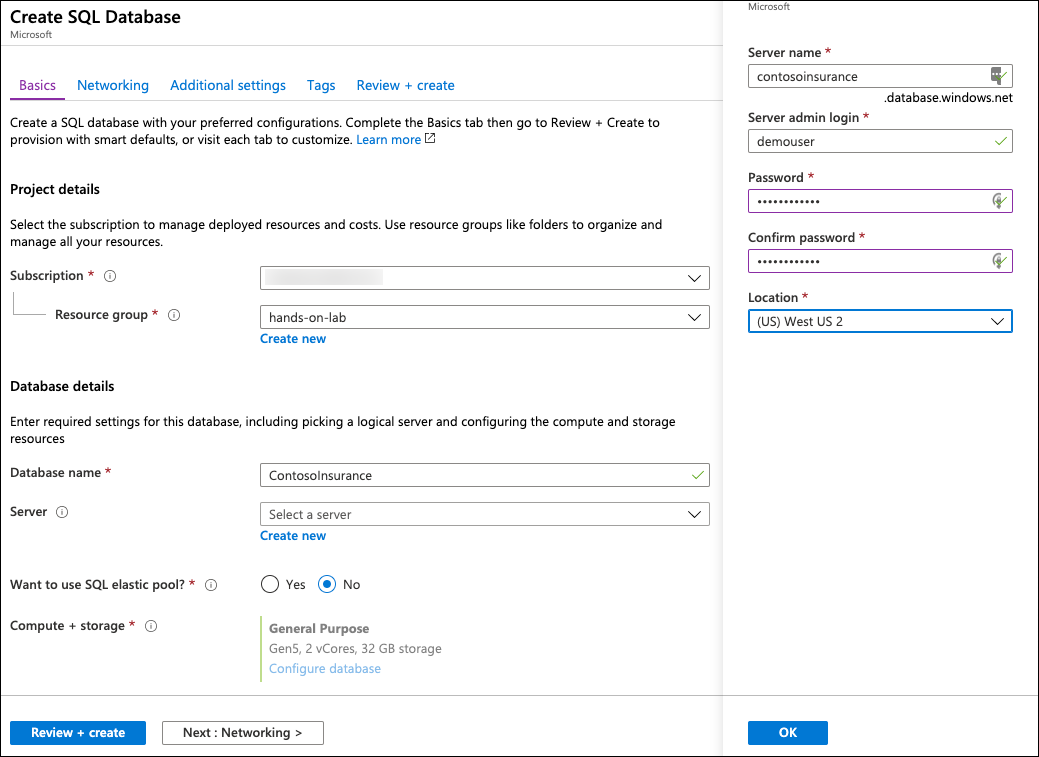 Create SQL Database
Microsoft
Basics Networking Additional settings Tags Review + create
Create a SQL database with your preferred configurations. Complete the Basics tab then go to Review + Create to
provision with smart defaults, or visit each tab to customize. Learn more
Project details
Select the subscription to manage deployed resources and costs. Use resource groups like folders to organize and
manage all your resources.
Subscription *
Resource group * hands-on-lab
Create new
Database details
Enter required settings for this database, including picking a logical server and configuring the compute and storage
resources
Database name * ContosoInsurance
Server Select a server
Create new
Want to use SQL elastic pool? * Yes No
Compute + storage * General Purpose
Gen5, 2 vCores, 32 GB storage
Configure database
Review + create Next : Networking >
Microsoft
Server name *
contosoinsurance
.database.windows.net
Server admin login *
demouser
Password *
••••••••••••
Confirm password *
••••••••••••
Location *
(US) West US 2
OK